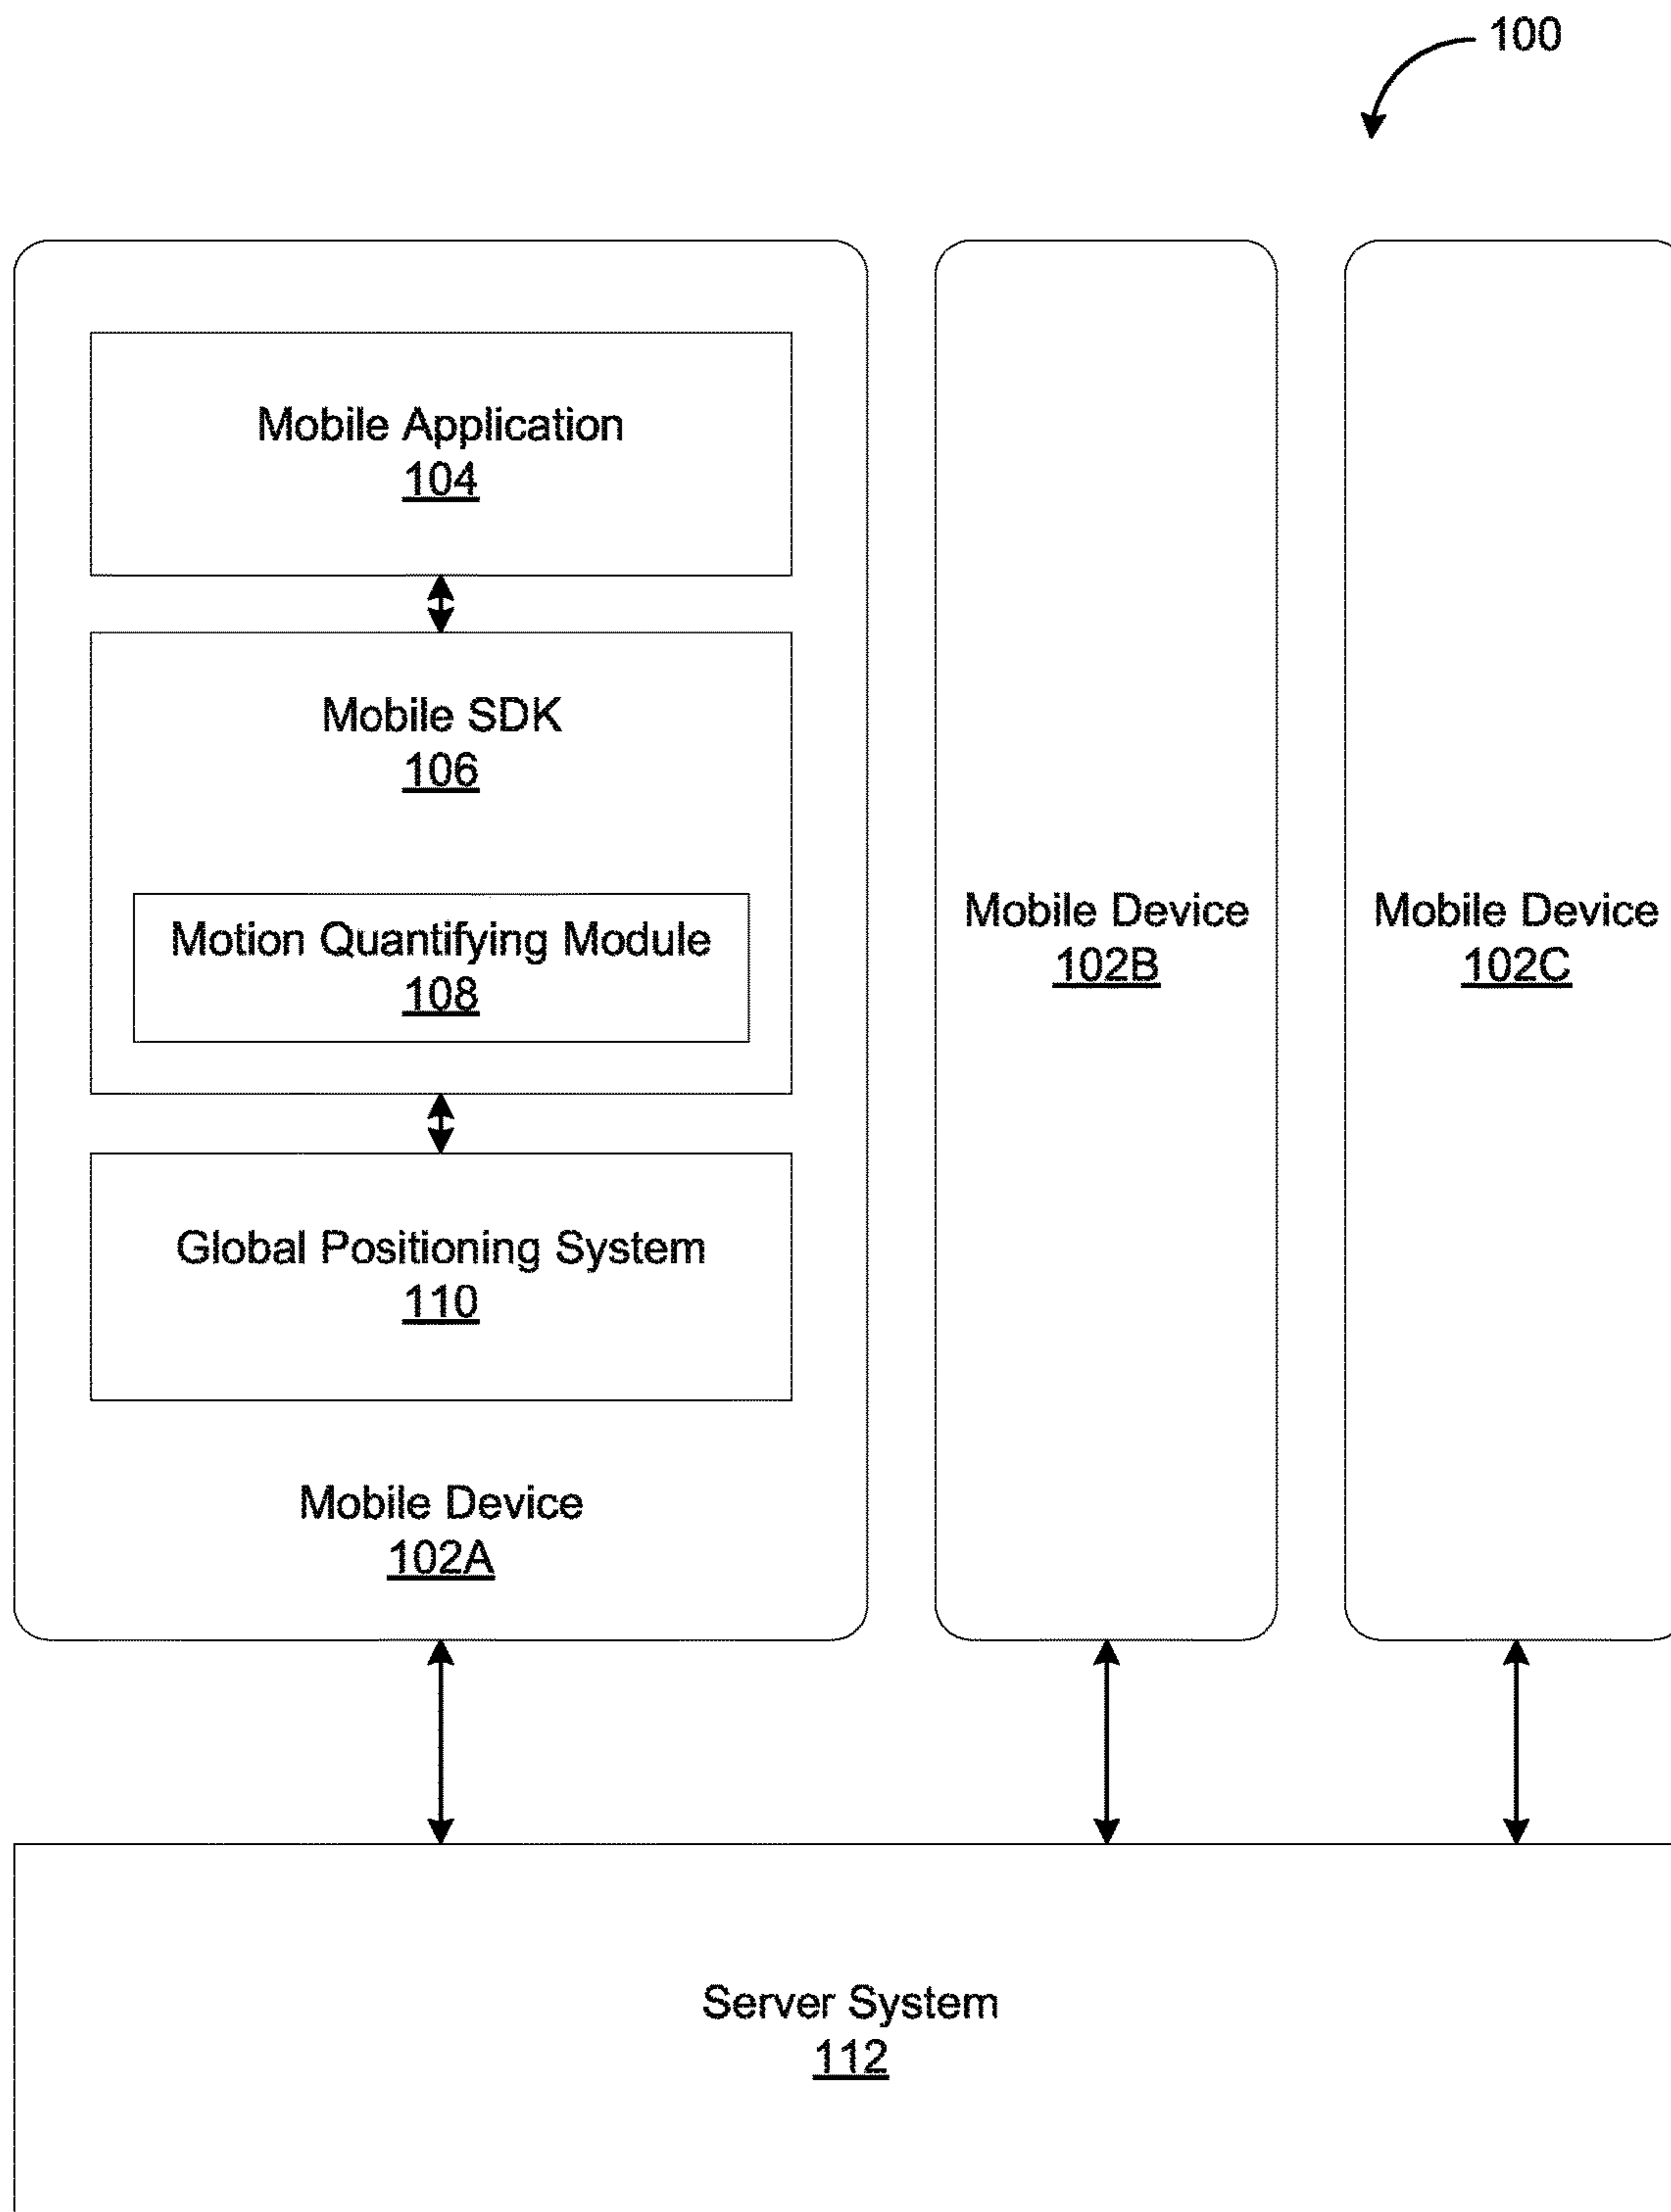 100
Mobile Application
104
Mobile SDK
106
Motion Quantifying Module
108
Global Positioning System
110
Mobile Device
102A
Mobile Device
102B
Mobile Device
102C
Server System
112